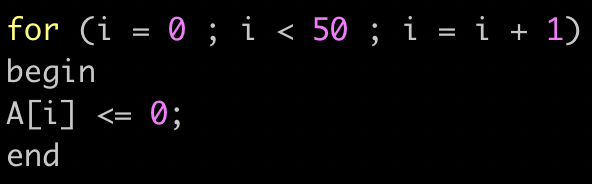 for (i = 0 ; i < 50 ; i = i + 1)
begin
A[i] <= 0;
end